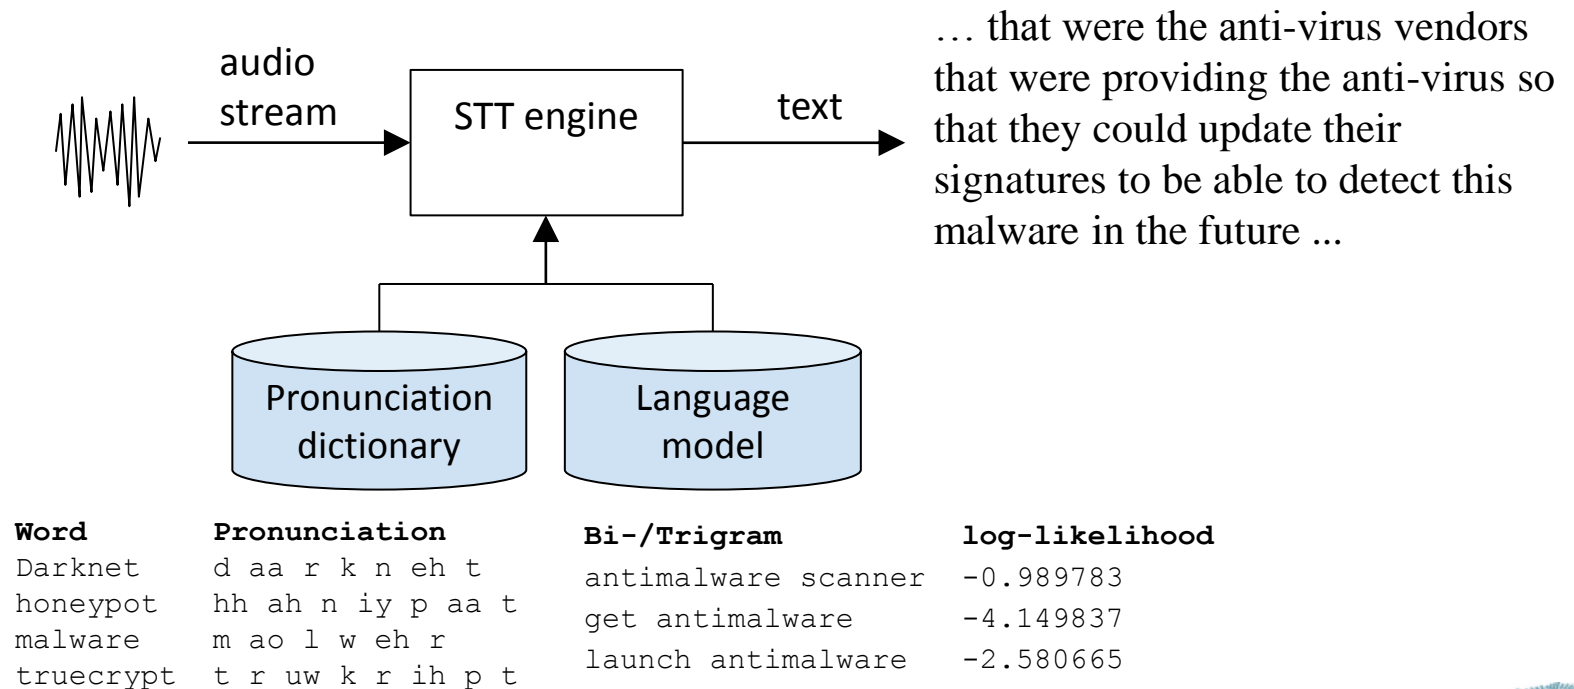 audio
stream
STT engine
text
… that were the anti-virus vendors
that were providing the anti-virus so
that they could update their
signatures to be able to detect this
malware in the future ...
Pronunciation
dictionary
Language
model
Word Pronunciation
Darknet d aa r k n eh t
honeypot hh ah n iy p aa t
malware m ao l w eh r
truecrypt t r uw k r ih p t
Bi-/Trigram log-likelihood
antimalware scanner -0.989783
get antimalware -4.149837
launch antimalware -2.580665